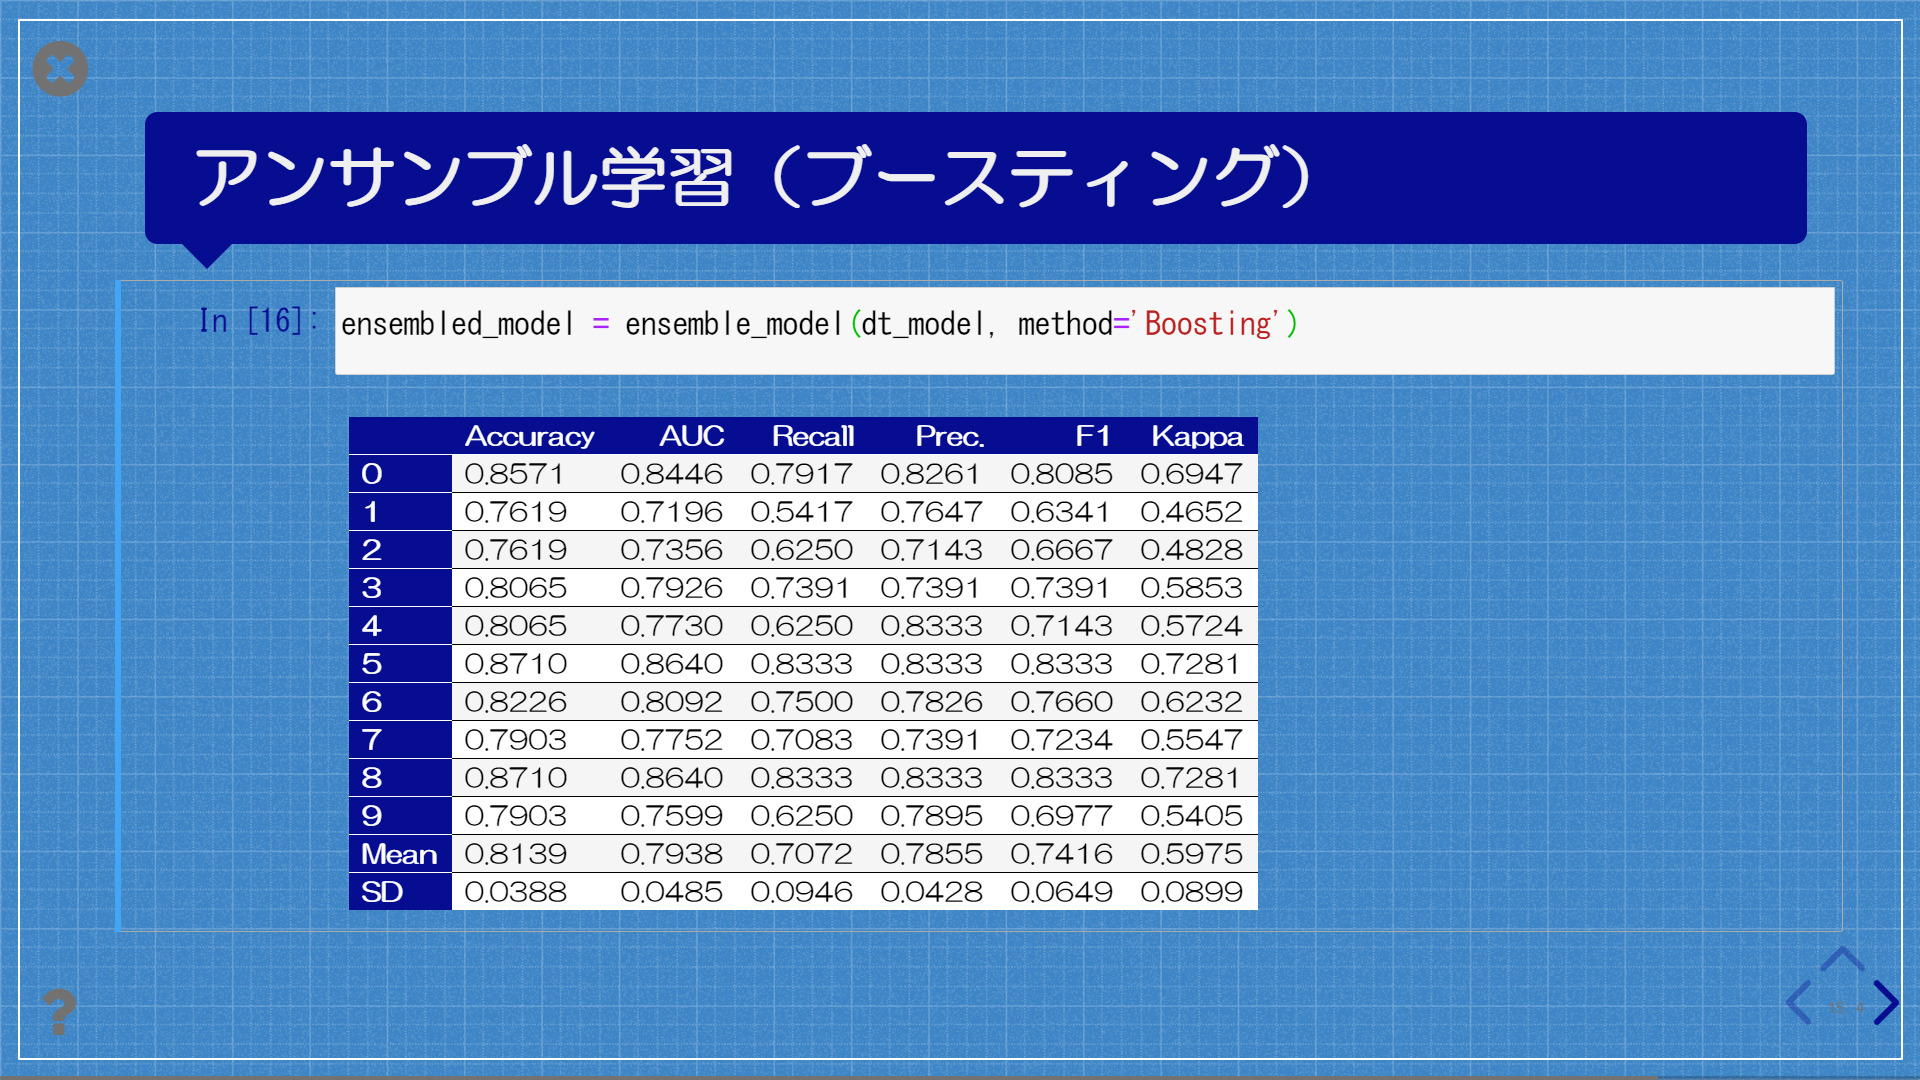 アンサンブル学習（ブースティング）
In [16]: ensembled_model = ensemble_model(dt_model, method='Boosting')
Accuracy AUC Recall Prec. F1 Kappa
0 0.8571 0.8446 0.7917 0.8261 0.8085 0.6947
1 0.7619 0.7196 0.5417 0.7647 0.6341 0.4652
2 0.7619 0.7356 0.6250 0.7143 0.6667 0.4828
3 0.8065 0.7926 0.7391 0.7391 0.7391 0.5853
4 0.8065 0.7730 0.6250 0.8333 0.7143 0.5724
5 0.8710 0.8640 0.8333 0.8333 0.8333 0.7281
6 0.8226 0.8092 0.7500 0.7826 0.7660 0.6232
7 0.7903 0.7752 0.7083 0.7391 0.7234 0.5547
8 0.8710 0.8640 0.8333 0.8333 0.8333 0.7281
9 0.7903 0.7599 0.6250 0.7895 0.6977 0.5405
Mean 0.8139 0.7938 0.7072 0.7855 0.7416 0.5975
SD 0.0388 0.0485 0.0946 0.0428 0.0649 0.0899
?